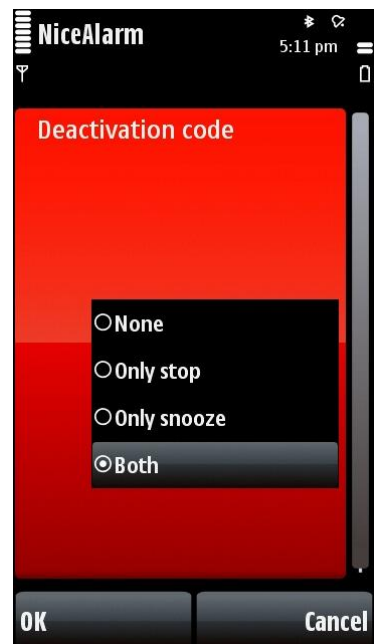 NiceAlarm
5:11 pm
Deactivation code
None
Only stop
Only snooze
Both
OK
Cancel